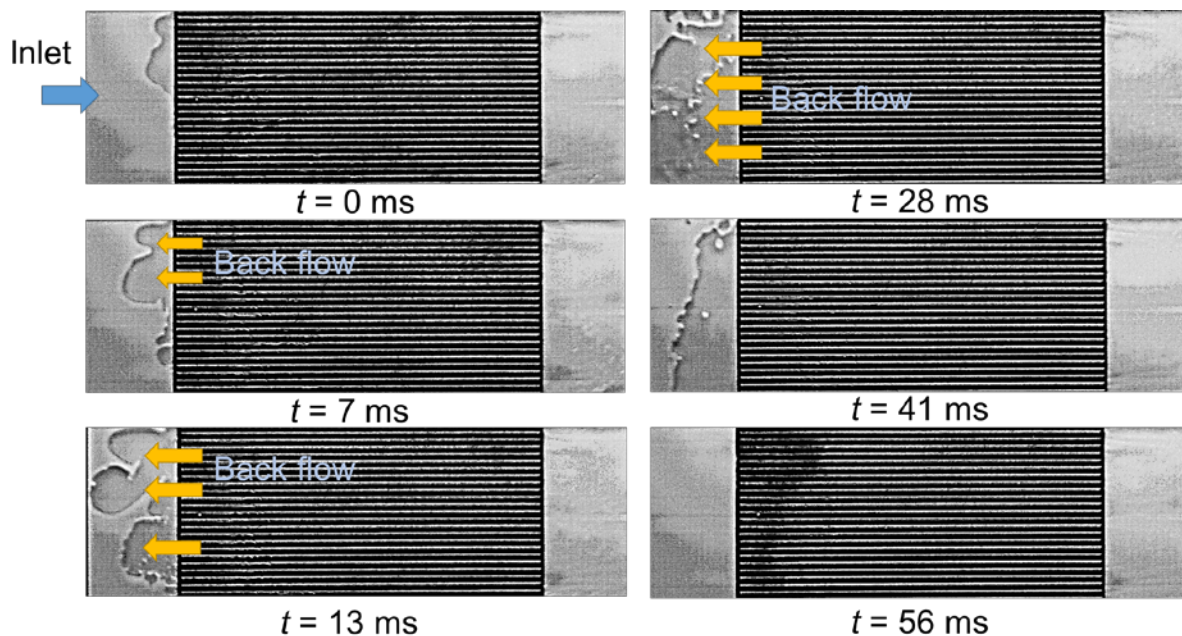 Inlet
t = 0 ms
Back flow
t = 7 ms
Back flow
t = 13 ms
Back flow
t = 28 ms
t = 41 ms
t = 56 ms